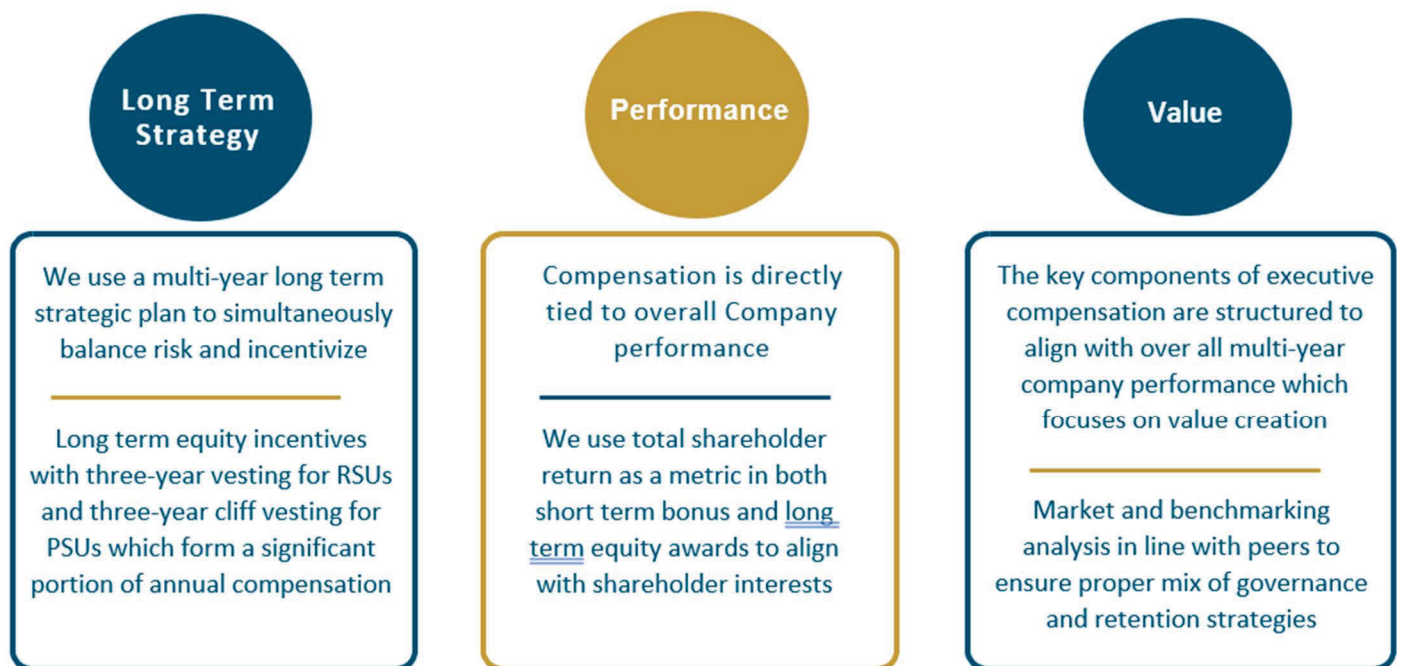 Long Term
Strategy
We use a multi-year long term
strategic plan to simultaneously
balance risk and incentivize
Long term equity incentives
with three-year vesting for RSUs
and three-year cliff vesting for
PSUs which form a significant
portion of annual compensation
Performance
Compensation is directly
tied to overall Company
performance
We use total shareholder
return as a metric in both
short term bonus and long
term equity awards to align
with shareholder interests
Value
The key components of executive
compensation are structured to
align with over all multi-year
company performance which
focuses on value creation
Market and benchmarking
analysis in line with peers to
ensure proper mix of governance
and retention strategies